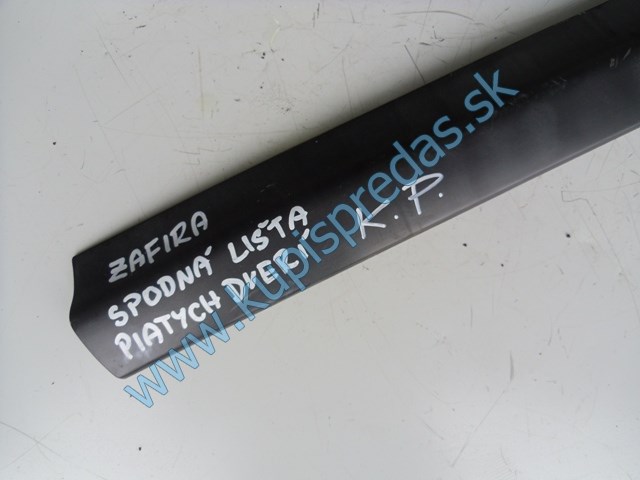 ZAFIRA
SPODNÁ LIŠTA
PIATYCH DVERÍ
K.P.
www.kupispredas.sk